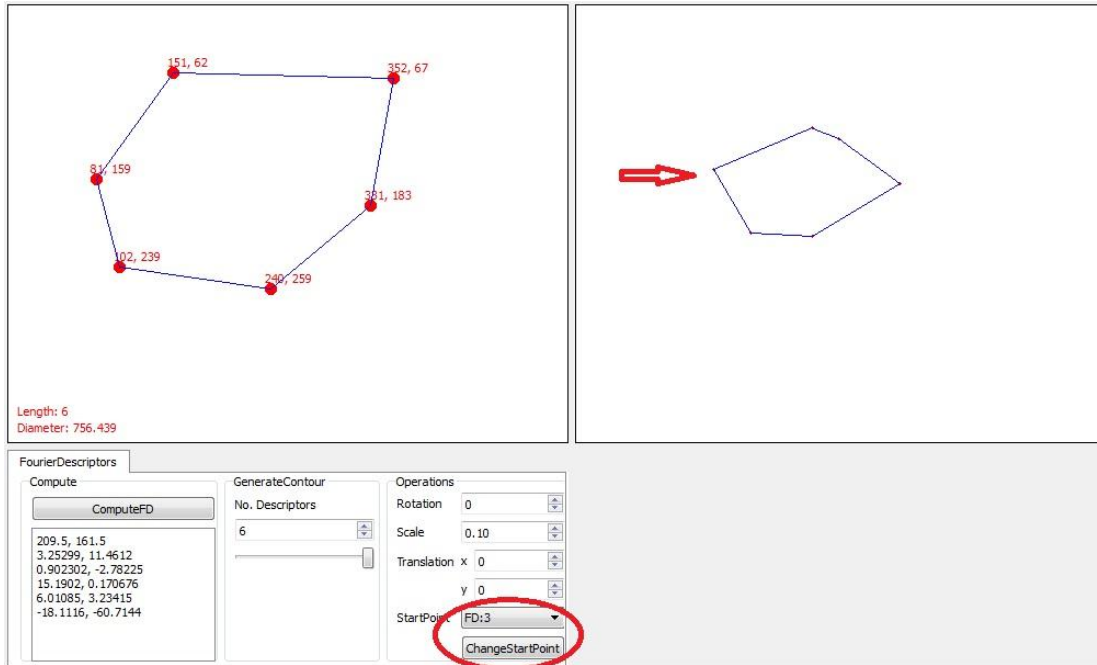 151, 62
352, 67
81, 159
331, 183
102, 239
240, 259
Length: 6
Diameter: 756.439
FourierDescriptors
Compute
ComputeFD
209.5, 161.5
3.25299, 11.4612
0.902302, -2.78225
15.1902, 0.170676
6.01085, 3.23415
-18.1116, -60.7144
GenerateContour
No. Descriptors
6
Operations
Rotation 0
Scale 0.10
Translation x 0
y 0
StartPoint FD:3
ChangeStartPoint